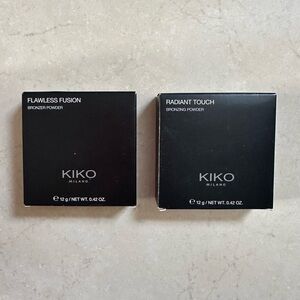 FLAWLESS FUSION
BRONZER POWDER
KIKO
MILANO
℮ 12 g / NET WT. 0.42 OZ.
RADIANT TOUCH
BRONZING POWDER
KIKO
MILANO
℮ 12 g / NET WT. 0.42 OZ.